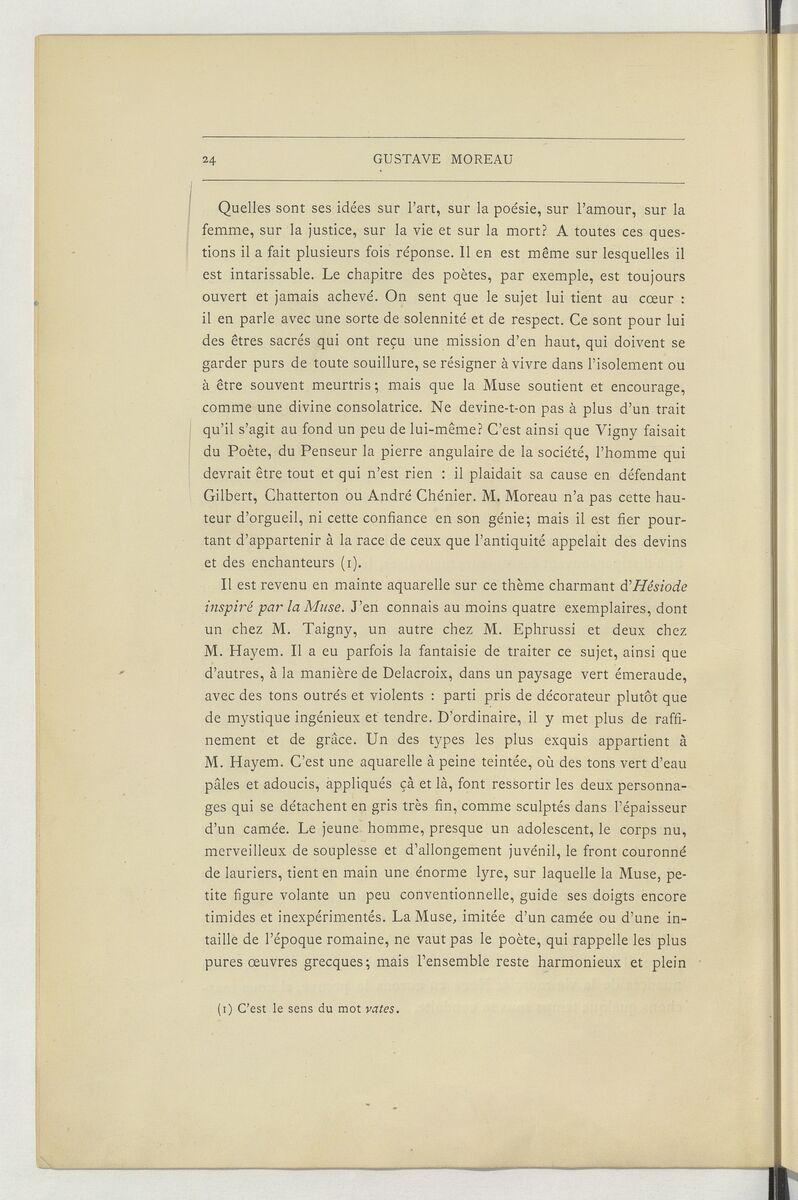 24 GUSTAVE MOREAU
Quelles sont ses idées sur l'art, sur la poésie, sur l'amour, sur la
femme, sur la justice, sur la vie et sur la mort? A toutes ces ques-
tions il a fait plusieurs fois réponse. Il en est même sur lesquelles il
est intarissable. Le chapitre des poètes, par exemple, est toujours
ouvert et jamais achevé. On sent que le sujet lui tient au cœur :
il en parle avec une sorte de solennité et de respect. Ce sont pour lui
des êtres sacrés qui ont reçu une mission d'en haut, qui doivent se
garder purs de toute souillure, se résigner à vivre dans l'isolement ou
à être souvent meurtris; mais que la Muse soutient et encourage,
comme une divine consolatrice. Ne devine-t-on pas à plus d'un trait
qu'il s'agit au fond un peu de lui-même? C'est ainsi que Vigny faisait
du Poète, du Penseur la pierre angulaire de la société, l'homme qui
devrait être tout et qui n'est rien : il plaidait sa cause en défendant
Gilbert, Chatterton ou André Chénier. M. Moreau n'a pas cette hau-
teur d'orgueil, ni cette confiance en son génie; mais il est fier pour-
tant d'appartenir à la race de ceux que l'antiquité appelait des devins
et des enchanteurs (1).
Il est revenu en mainte aquarelle sur ce thème charmant d'Hésiode
inspiré par la Muse. J'en connais au moins quatre exemplaires, dont
un chez M. Taigny, un autre chez M. Ephrussi et deux chez
M. Hayem. Il a eu parfois la fantaisie de traiter ce sujet, ainsi que
d'autres, à la manière de Delacroix, dans un paysage vert émeraude,
avec des tons outrés et violents : parti pris de décorateur plutôt que
de mystique ingénieux et tendre. D'ordinaire, il y met plus de raffi-
nement et de grâce. Un des types les plus exquis appartient à
M. Hayem. C'est une aquarelle à peine teintée, où des tons vert d'eau
pâles et adoucis, appliqués çà et là, font ressortir les deux personna-
ges qui se détachent en gris très fin, comme sculptés dans l'épaisseur
d'un camée. Le jeune homme, presque un adolescent, le corps nu,
merveilleux de souplesse et d'allongement juvénil, le front couronné
de lauriers, tient en main une énorme lyre, sur laquelle la Muse, pe-
tite figure volante un peu conventionnelle, guide ses doigts encore
timides et inexpérimentés. La Muse, imitée d'un camée ou d'une in-
taille de l'époque romaine, ne vaut pas le poète, qui rappelle les plus
pures œuvres grecques; mais l'ensemble reste harmonieux et plein
(1) C'est le sens du mot vates.